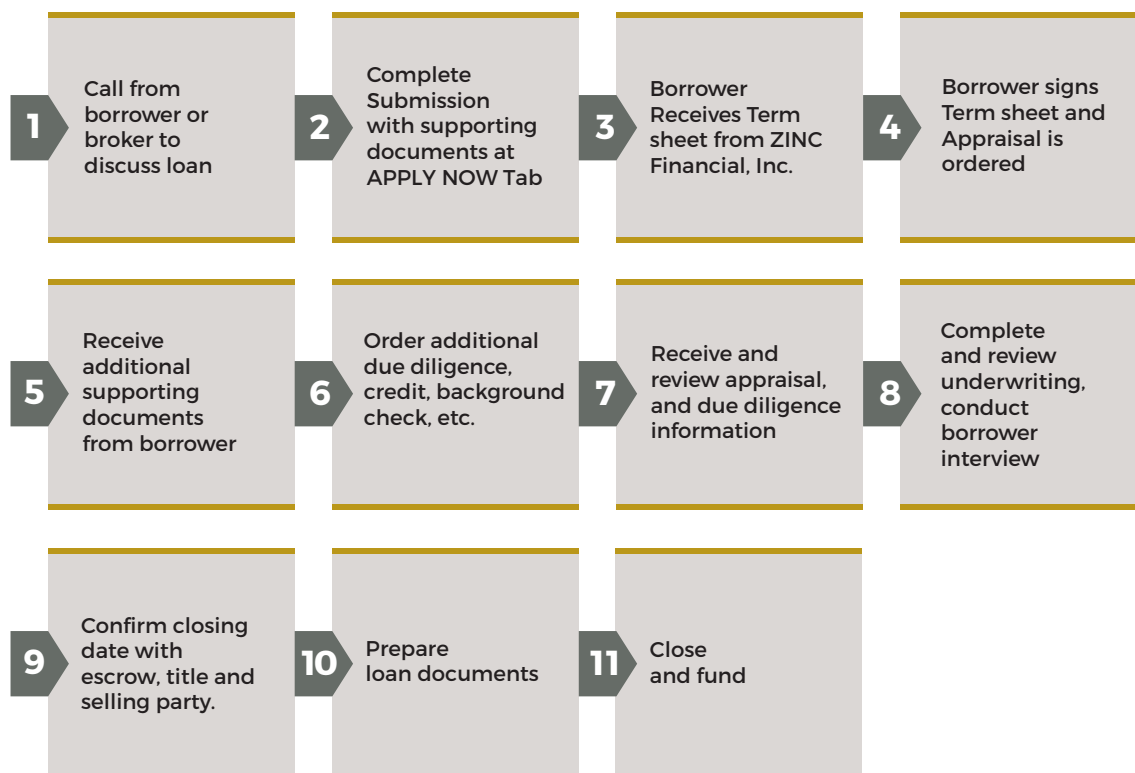 1
Call from
borrower or
broker to
discuss loan
2
Complete
Submission
with supporting
documents at
APPLY NOW Tab
3
Borrower
Receives Term
sheet from ZINC
Financial, Inc.
4
Borrower signs
Term sheet and
Appraisal is
ordered
5
Receive
additional
supporting
documents
from borrower
6
Order additional
due diligence,
credit, background
check, etc.
7
Receive and
review appraisal,
and due diligence
information
8
Complete
and review
underwriting,
conduct
borrower
interview
9
Confirm closing
date with
escrow, title and
selling party.
10
Prepare
loan documents
11
Close
and fund